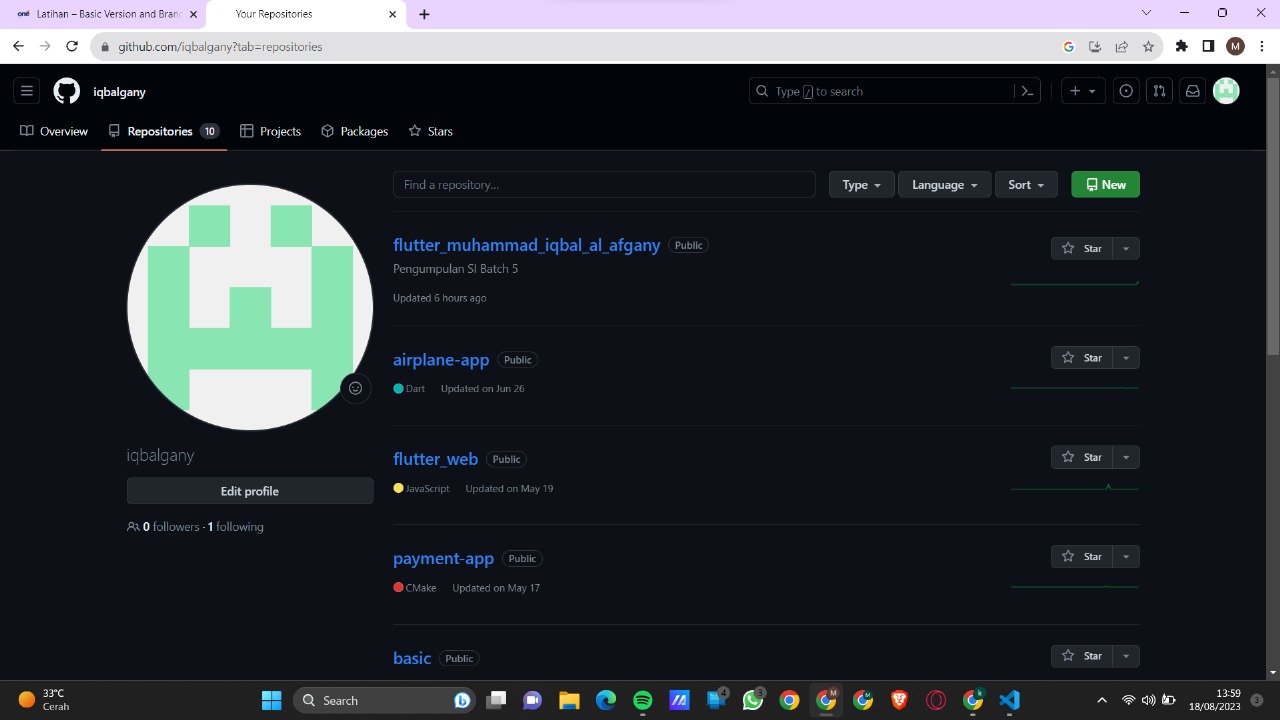 Latihan – Basic Version and Bran
Your Repositories
github.com/iqbalgany?tab=repositories
M
iqbalgany
Type / to search
Overview
Repositories 10
Projects
Packages
Stars
Find a repository...
Type
Language
Sort
New
flutter_muhammad_iqbal_al_afgany Public
Star
Pengumpulan SI Batch 5
Updated 6 hours ago
airplane-app Public
Star
Dart Updated on Jun 26
flutter_web Public
Star
JavaScript Updated on May 19
payment-app Public
Star
CMake Updated on May 17
basic Public
Star
iqbalgany
Edit profile
0 followers · 1 following
33°C
Cerah
Search
4
3
M
M
k
13:59
18/08/2023
3